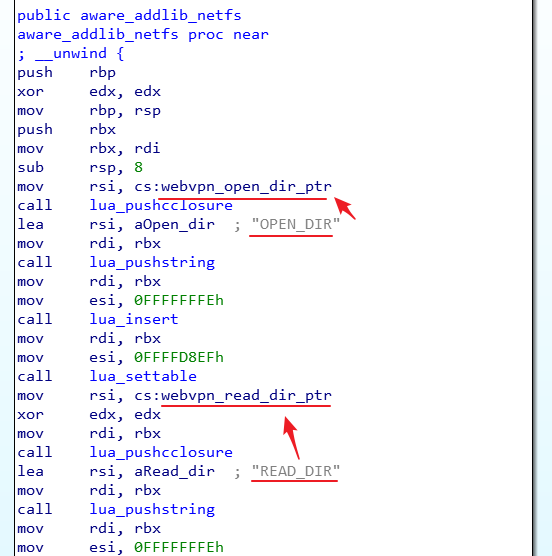 public aware_addlib_netfs
aware_addlib_netfs proc near
; __unwind {
push    rbp
xor     edx, edx
mov     rbp, rsp
push    rbx
mov     rbx, rdi
sub     rsp, 8
mov     rsi, cs:webvpn_open_dir_ptr
call    lua_pushcclosure
lea     rsi, aOpen_dir  ; "OPEN_DIR"
mov     rdi, rbx
call    lua_pushstring
mov     rdi, rbx
mov     esi, 0FFFFFFFEh
call    lua_insert
mov     rdi, rbx
mov     esi, 0FFFFD8EFh
call    lua_settable
mov     rsi, cs:webvpn_read_dir_ptr
xor     edx, edx
mov     rdi, rbx
call    lua_pushcclosure
lea     rsi, aRead_dir  ; "READ_DIR"
mov     rdi, rbx
call    lua_pushstring
mov     rdi, rbx
mov     esi, 0FFFFFFFEh